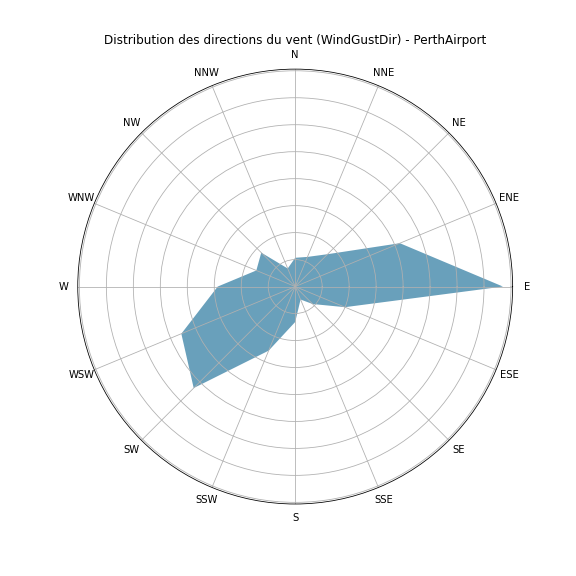 Distribution des directions du vent (WindGustDir) - PerthAirport
N
NNW
NNE
NW
NE
WNW
ENE
W
E
WSW
ESE
SW
SE
SSW
SSE
S